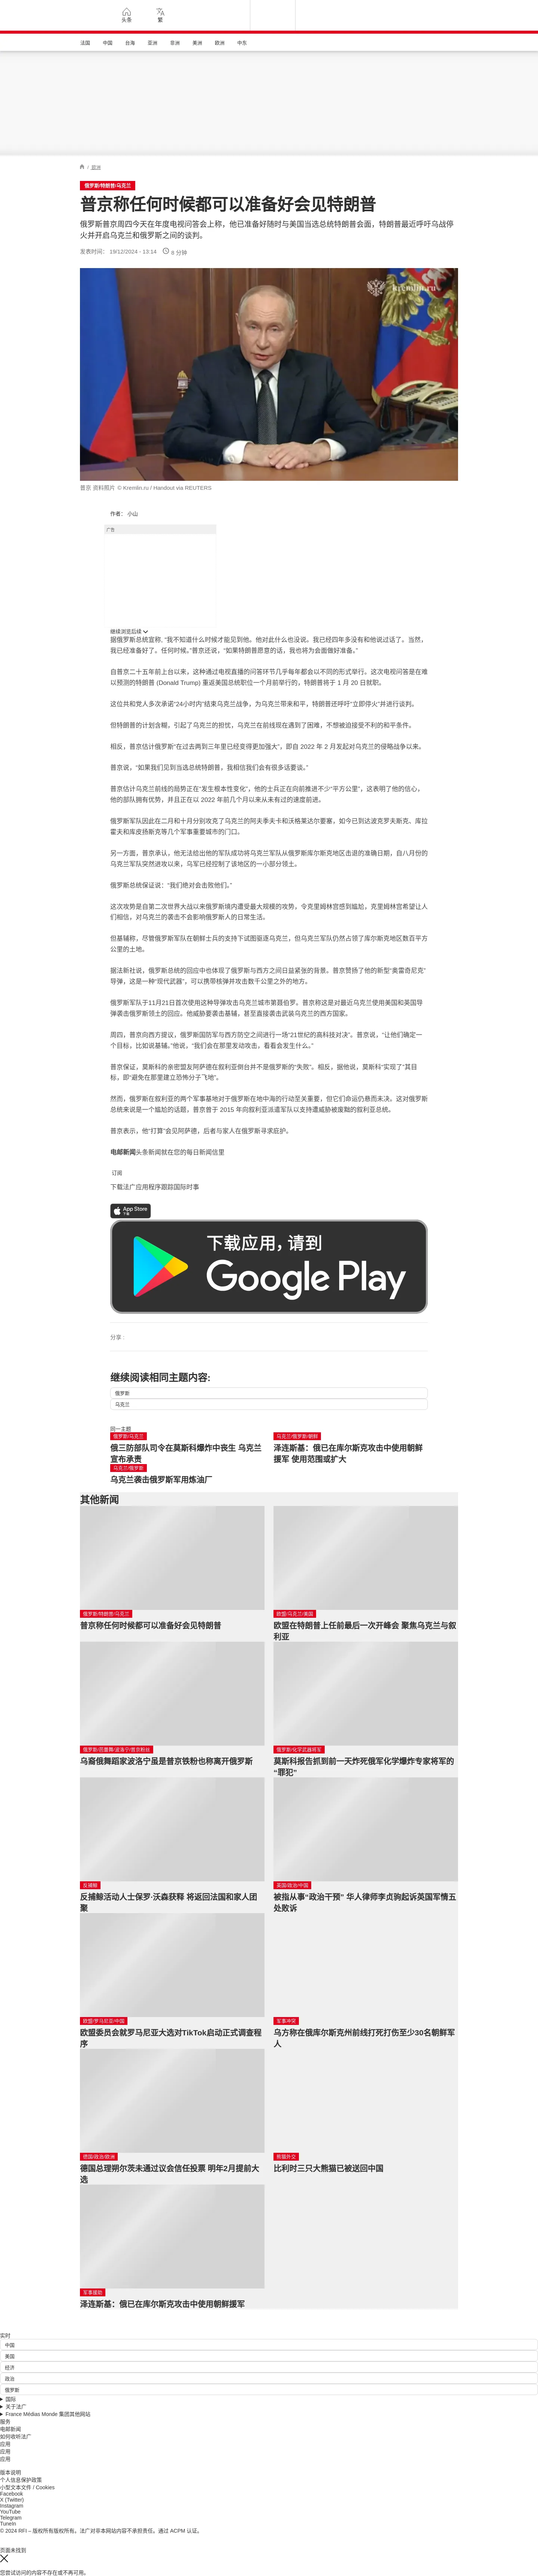 头条
繁
法国
中国
台海
亚洲
非洲
美洲
欧洲
中东
/ 欧洲
俄罗斯/特朗普/乌克兰
普京称任何时候都可以准备好会见特朗普
俄罗斯普京周四今天在年度电视问答会上称，他已准备好随时与美国当选总统特朗普会面，特朗普最近呼吁乌战停
火并开启乌克兰和俄罗斯之间的谈判。
发表时间： 19/12/2024 - 13:14
8 分钟
kremlin.ru
普京 资料照片 © Kremlin.ru / Handout via REUTERS
作者： 小山
广告
继续浏览后续
据俄罗斯总统宣称, “我不知道什么时候才能见到他。他对此什么也没说。我已经四年多没有和他说过话了。当然，
我已经准备好了，任何时候。”普京还说，“如果特朗普愿意的话，我也将为会面做好准备。”
自普京二十五年前上台以来，这种通过电视直播的问答环节几乎每年都会以不同的形式举行。这次电视问答是在难
以预测的特朗普 (Donald Trump) 重返美国总统职位一个月前举行的，特朗普将于 1 月 20 日就职。
这位共和党人多次承诺“24小时内”结束乌克兰战争，为乌克兰带来和平，特朗普还呼吁“立即停火”并进行谈判。
但特朗普的计划含糊，引起了乌克兰的担忧，乌克兰在前线现在遇到了困难，不想被迫接受不利的和平条件。
相反，普京估计俄罗斯“在过去两到三年里已经变得更加强大”，即自 2022 年 2 月发起对乌克兰的侵略战争以来。
普京说，“如果我们见到当选总统特朗普，我相信我们会有很多话要谈。”
普京估计乌克兰前线的局势正在“发生根本性变化”，他的士兵正在向前推进不少“平方公里”，这表明了他的信心，
他的部队拥有优势，并且正在以 2022 年前几个月以来从未有过的速度前进。
俄罗斯军队因此在二月和十月分别攻克了乌克兰的阿夫季夫卡和沃格莱达尔要塞，如今已到达波克罗夫斯克、库拉
霍夫和库皮扬斯克等几个军事重要城市的门口。
另一方面，普京承认，他无法给出他的军队成功将乌克兰军队从俄罗斯库尔斯克地区击退的准确日期，自八月份的
乌克兰军队突然进攻以来，乌军已经控制了该地区的一小部分领土。
俄罗斯总统保证说：“我们绝对会击败他们。”
这次攻势是自第二次世界大战以来俄罗斯境内遭受最大规模的攻势，令克里姆林宫感到尴尬，克里姆林宫希望让人
们相信，对乌克兰的袭击不会影响俄罗斯人的日常生活。
但基辅称，尽管俄罗斯军队在朝鲜士兵的支持下试图驱逐乌克兰，但乌克兰军队仍然占领了库尔斯克地区数百平方
公里的土地。
据法新社说，俄罗斯总统的回应中也体现了俄罗斯与西方之间日益紧张的背景。普京赞扬了他的新型“奥雷奇尼克”
导弹，这是一种“现代武器”，可以携带核弹并攻击数千公里之外的地方。
俄罗斯军队于11月21日首次使用这种导弹攻击乌克兰城市第聂伯罗。普京称这是对最近乌克兰使用美国和英国导
弹袭击俄罗斯领土的回应。他威胁要袭击基辅，甚至直接袭击武装乌克兰的西方国家。
周四，普京向西方提议，俄罗斯国防军与西方防空之间进行一场“21世纪的高科技对决”。普京说，“让他们确定一
个目标，比如说基辅。”他说，“我们会在那里发动攻击，看看会发生什么。”
普京保证，莫斯科的亲密盟友阿萨德在叙利亚倒台并不是俄罗斯的“失败”。相反，据他说，莫斯科“实现了”其目
标，即“避免在那里建立恐怖分子飞地”。
然而，俄罗斯在叙利亚的两个军事基地对于俄罗斯在地中海的行动至关重要，但它们命运仍悬而未决。这对俄罗斯
总统来说是一个尴尬的话题，普京曾于 2015 年向叙利亚派遣军队以支持遭威胁被废黜的叙利亚总统。
普京表示，他“打算”会见阿萨德，后者与家人在俄罗斯寻求庇护。
电邮新闻头条新闻就在您的每日新闻信里
订阅
下载法广应用程序跟踪国际时事
App Store
下载
下载应用，请到
Google Play
分享 :
继续阅读相同主题内容:
俄罗斯
乌克兰
同一主题
俄罗斯/乌克兰
俄三防部队司令在莫斯科爆炸中丧生 乌克兰
宣布承责
乌克兰/俄罗斯/朝鲜
泽连斯基：俄已在库尔斯克攻击中使用朝鲜
援军 使用范围或扩大
乌克兰/俄罗斯
乌克兰袭击俄罗斯军用炼油厂
其他新闻
俄罗斯/特朗普/乌克兰
普京称任何时候都可以准备好会见特朗普
欧盟/乌克兰/美国
欧盟在特朗普上任前最后一次开峰会 聚焦乌克兰与叙
利亚
俄罗斯/芭蕾舞/波洛宁/普京粉丝
乌裔俄舞蹈家波洛宁虽是普京铁粉也称离开俄罗斯
俄罗斯/化学武器将军
莫斯科报告抓到前一天炸死俄军化学爆炸专家将军的
“罪犯”
反捕鲸
反捕鲸活动人士保罗·沃森获释 将返回法国和家人团
聚
英国/政治/中国
被指从事“政治干预” 华人律师李贞驹起诉英国军情五
处败诉
欧盟/罗马尼亚/中国
欧盟委员会就罗马尼亚大选对TikTok启动正式调查程
序
军事冲突
乌方称在俄库尔斯克州前线打死打伤至少30名朝鲜军
人
德国/政治/欧洲
德国总理朔尔茨未通过议会信任投票 明年2月提前大
选
熊猫外交
比利时三只大熊猫已被送回中国
军事援助
泽连斯基：俄已在库尔斯克攻击中使用朝鲜援军
实时
中国
美国
经济
政治
俄罗斯
国际
关于法广
France Médias Monde 集团其他网站
服务
电邮新闻
如何收听法广
应用
应用
应用
版本说明
个人信息保护政策
小型文本文件 / Cookies
Facebook
X (Twitter)
Instagram
YouTube
Telegram
TuneIn
© 2024 RFI – 版权所有版权所有。法广对非本网站内容不承担责任。通过 ACPM 认证。
页面未找到
您尝试访问的内容不存在或不再可用。